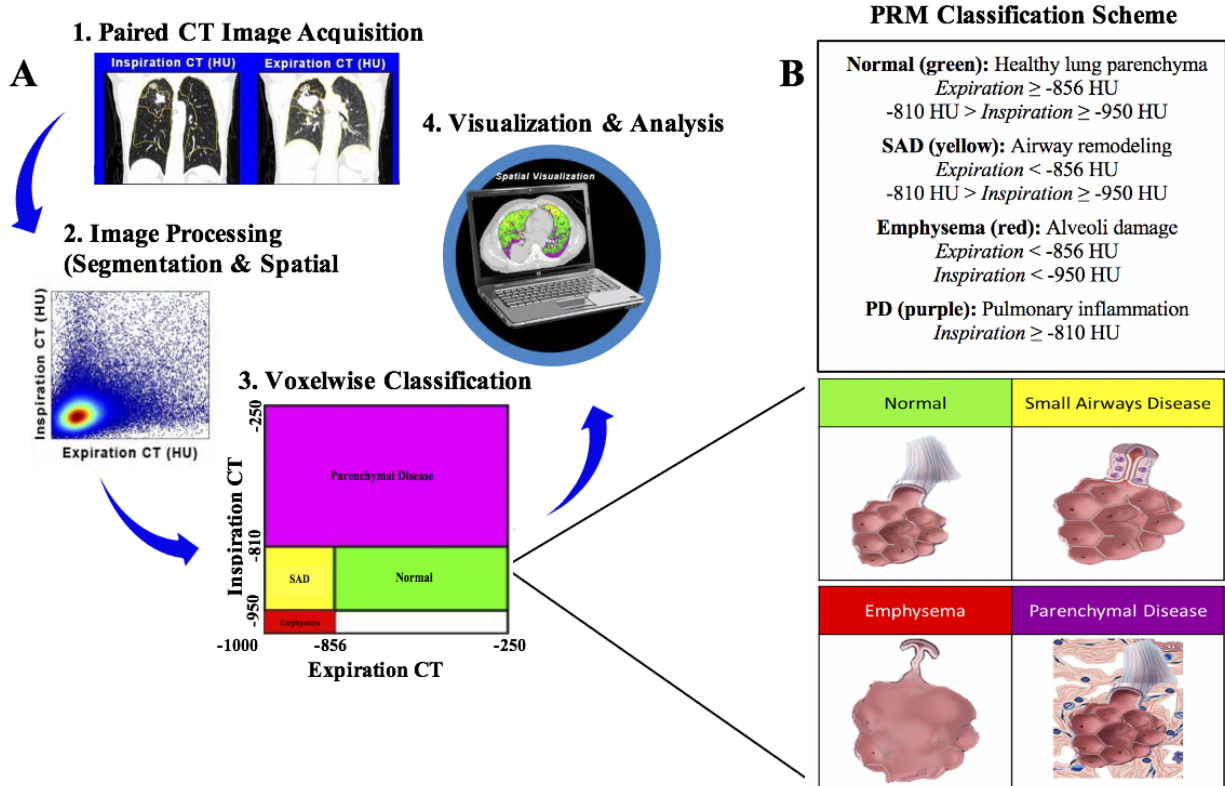 PRM Classification Scheme
A
1. Paired CT Image Acquisition
Inspiration CT (HU)
Expiration CT (HU)
2. Image Processing
(Segmentation & Spatial
Inspiration CT (HU)
Expiration CT (HU)
3. Voxelwise Classification
Inspiration CT
-250
-810
-950
Parenchymal Disease
SAD
Normal
Emphysema
-1000
-856
-250
Expiration CT
4. Visualization & Analysis
Spatial Visualization
B
Normal (green): Healthy lung parenchyma
Expiration ≥ -856 HU
-810 HU > Inspiration ≥ -950 HU
SAD (yellow): Airway remodeling
Expiration < -856 HU
-810 HU > Inspiration ≥ -950 HU
Emphysema (red): Alveoli damage
Expiration < -856 HU
Inspiration < -950 HU
PD (purple): Pulmonary inflammation
Inspiration ≥ -810 HU
Normal
Small Airways Disease
Emphysema
Parenchymal Disease